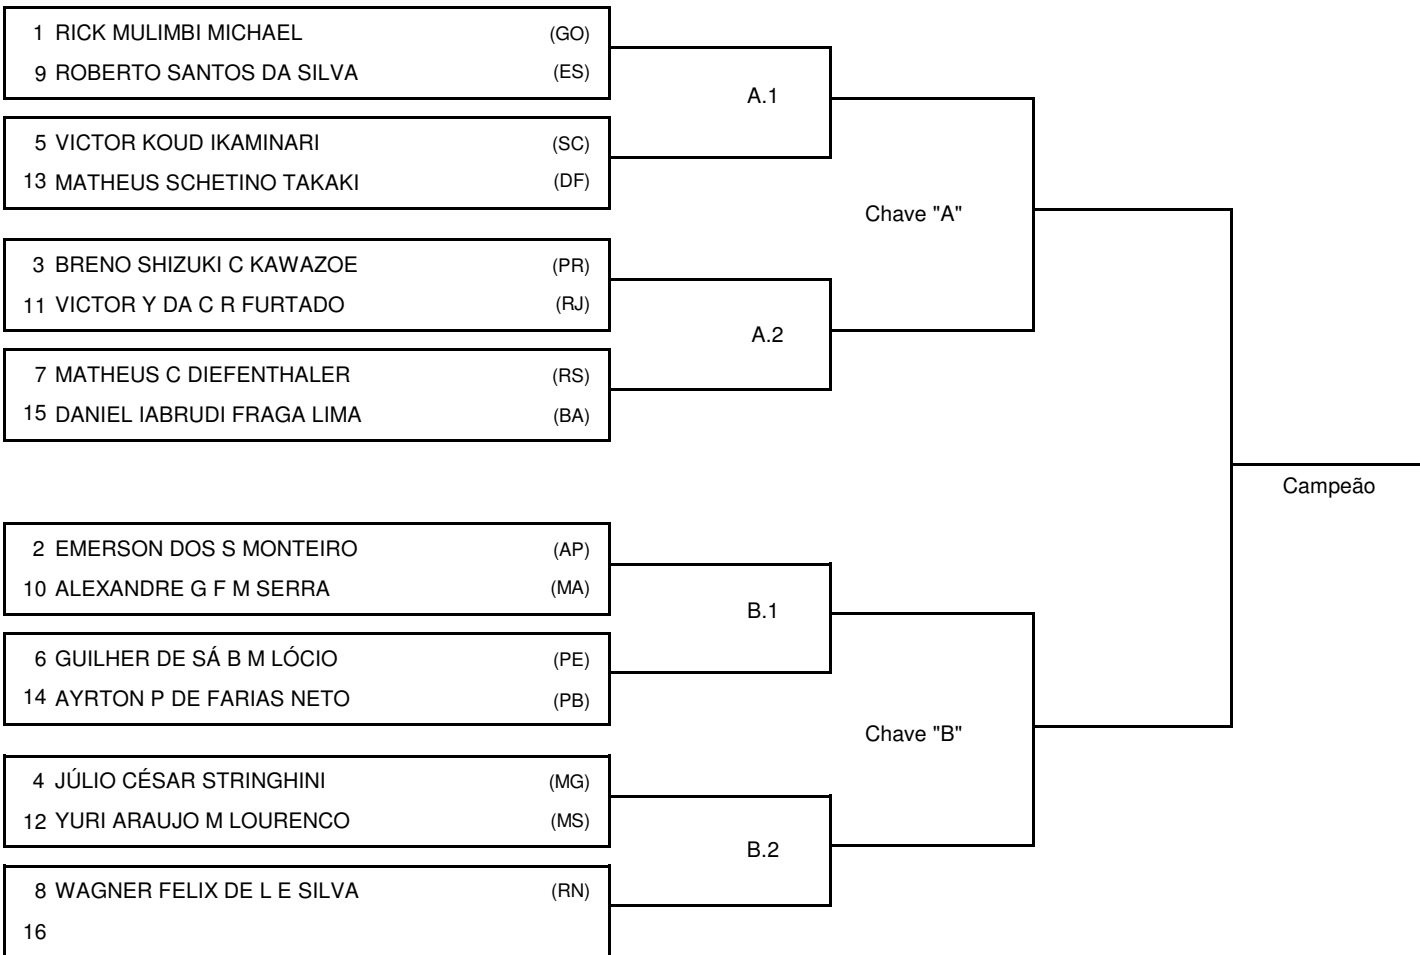 1 RICK MULIMBI MICHAEL (GO)
9 ROBERTO SANTOS DA SILVA (ES)
A.1
5 VICTOR KOUD IKAMINARI (SC)
13 MATHEUS SCHETINO TAKAKI (DF)
Chave "A"
3 BRENO SHIZUKI C KAWAZOE (PR)
11 VICTOR Y DA C R FURTADO (RJ)
A.2
7 MATHEUS C DIEFENTHALER (RS)
15 DANIEL IABRUDI FRAGA LIMA (BA)
Campeão
2 EMERSON DOS S MONTEIRO (AP)
10 ALEXANDRE G F M SERRA (MA)
B.1
6 GUILHER DE SÁ B M LÓCIO (PE)
14 AYRTON P DE FARIAS NETO (PB)
Chave "B"
4 JÚLIO CÉSAR STRINGHINI (MG)
12 YURI ARAUJO M LOURENCO (MS)
B.2
8 WAGNER FELIX DE L E SILVA (RN)
16